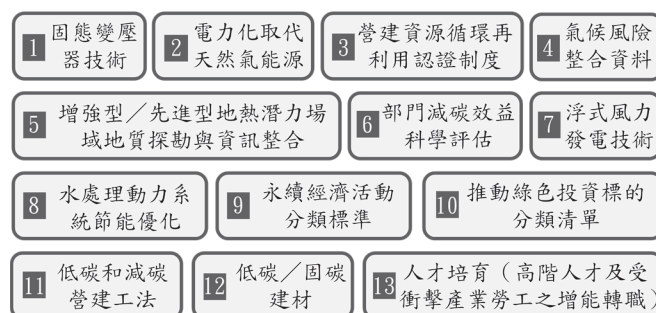 1 固態變壓
器技術
2 電力化取代
天然氣能源
3 營建資源循環再
利用認證制度
4 氣候風險
整合資料
5 增強型／先進型地熱潛力場
域地質探勘與資訊整合
6 部門減碳效益
科學評估
7 浮式風力
發電技術
8 水處理動力系
統節能優化
9 永續經濟活動
分類標準
10 推動綠色投資標的
分類清單
11 低碳和減碳
營建工法
12 低碳／固碳
建材
13 人才培育（高階人才及受
衝擊產業勞工之增能轉職）